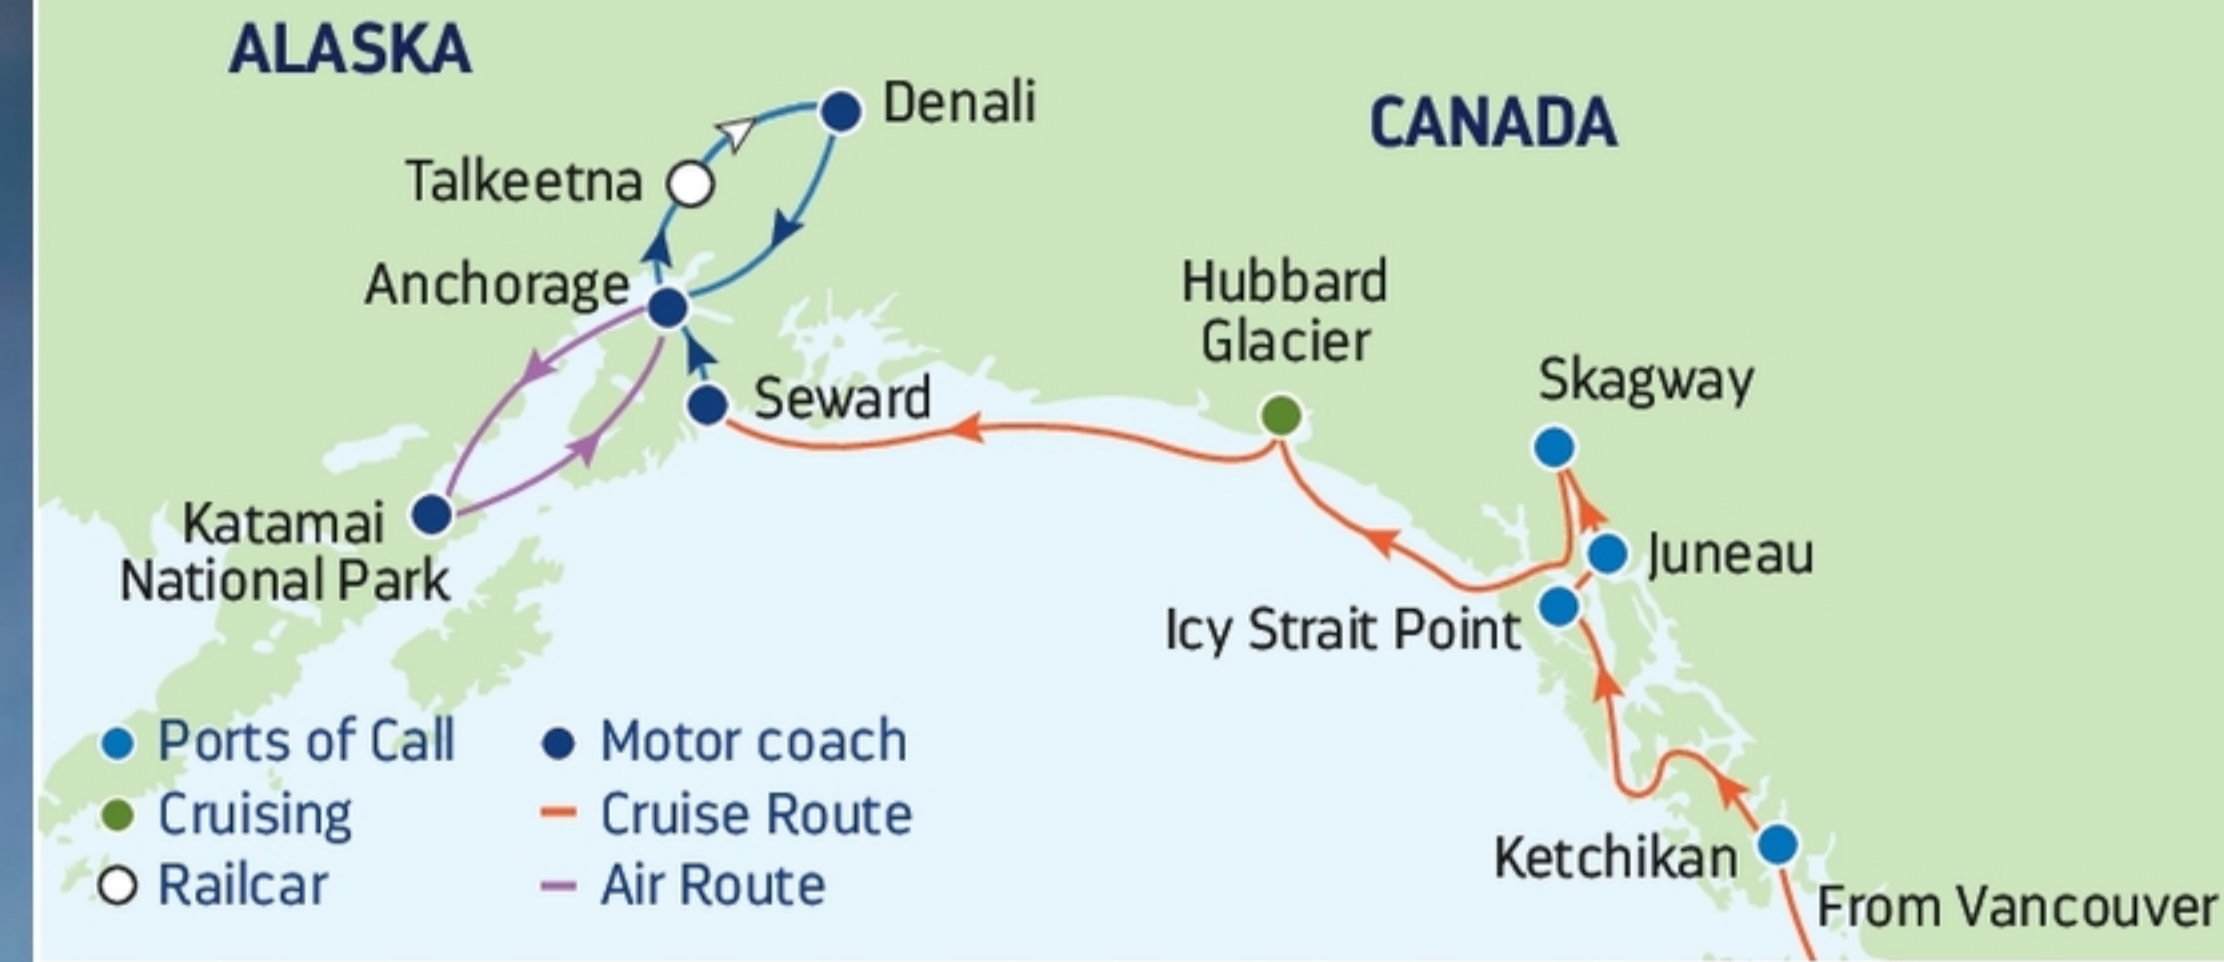 ALASKA
CANADA
Denali
Talkeetna
Anchorage
Hubbard
Glacier
Skagway
Seward
Katamai
National Park
Juneau
Icy Strait Point
Ketchikan
From Vancouver
Ports of Call
Cruising
Railcar
Motor coach
Cruise Route
Air Route